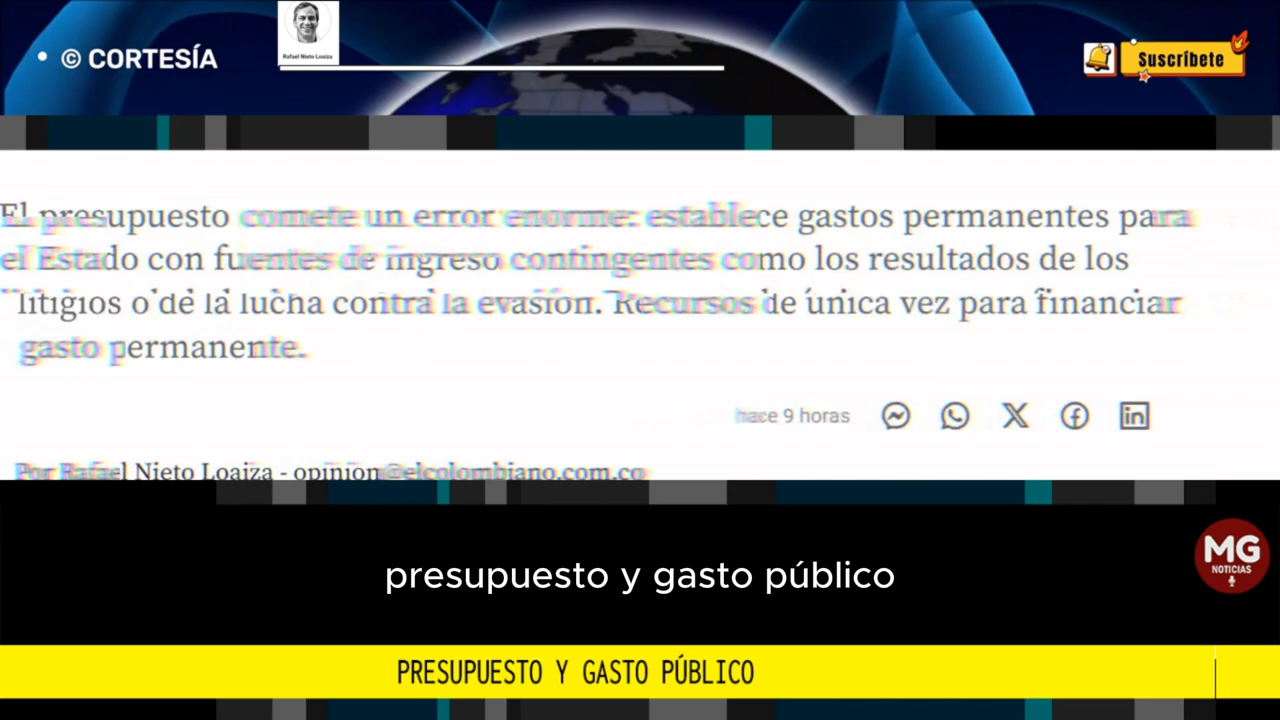 © CORTESÍA
Rafael Nieto Loaiza
Suscríbete
El presupuesto comete un error enorme: establece gastos permanentes para
el Estado con fuentes de ingreso contingentes como los resultados de los
litigios o de la lucha contra la evasión. Recursos de única vez para financiar
gasto permanente.
hace 9 horas
Por Rafael Nieto Loaiza - opinion@elcolombiano.com.co
presupuesto y gasto público
MG
NOTICIAS
PRESUPUESTO Y GASTO PÚBLICO